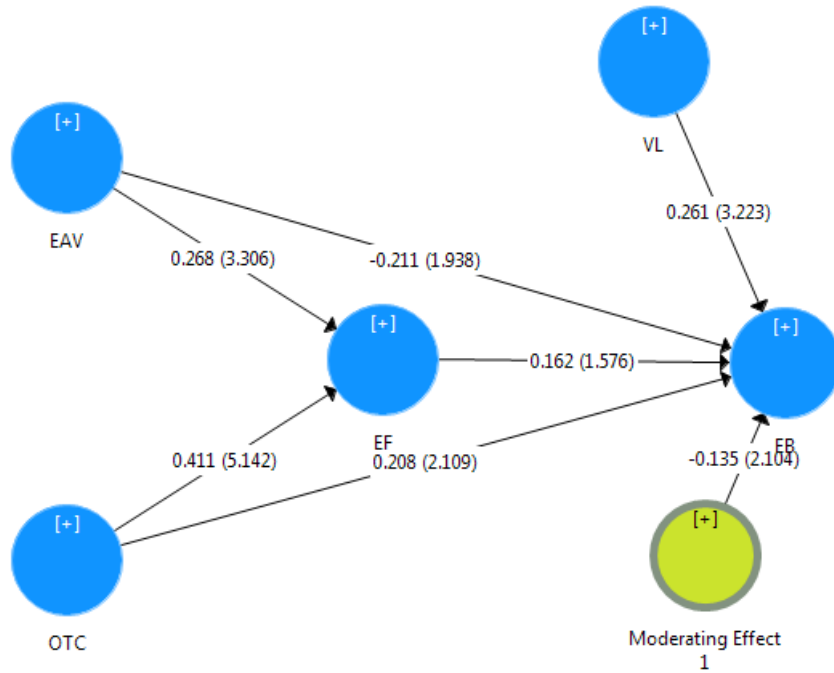 [+]
VL
[+]
EAV
0.261 (3.223)
0.268 (3.306)
-0.211 (1.938)
[+]
EF
0.162 (1.576)
[+]
EB
0.411 (5.142)
0.208 (2.109)
-0.135 (2.104)
[+]
OTC
[+]
Moderating Effect
1